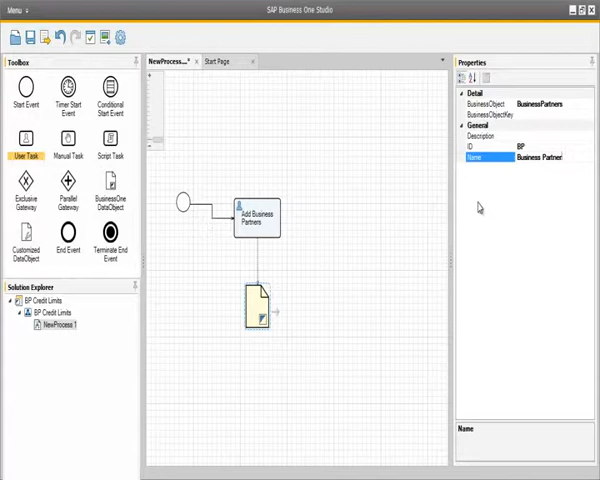 Menu
SAP Business One Studio
Toolbox
Start Event
Timer Start
Event
Conditional
Start Event
User Task
Manual Task
Script Task
Exclusive
Gateway
Parallel
Gateway
BusinessOne
DataObject
Customized
DataObject
End Event
Terminate End
Event
Solution Explorer
BP Credit Limits
BP Credit Limits
NewProcess 1
NewProcess....*
Start Page
Add Business
Partners
Properties
Detail
BusinessObject BusinessPartners
BusinessObjectKey
General
Description
ID BP
Name Business Partner
Name